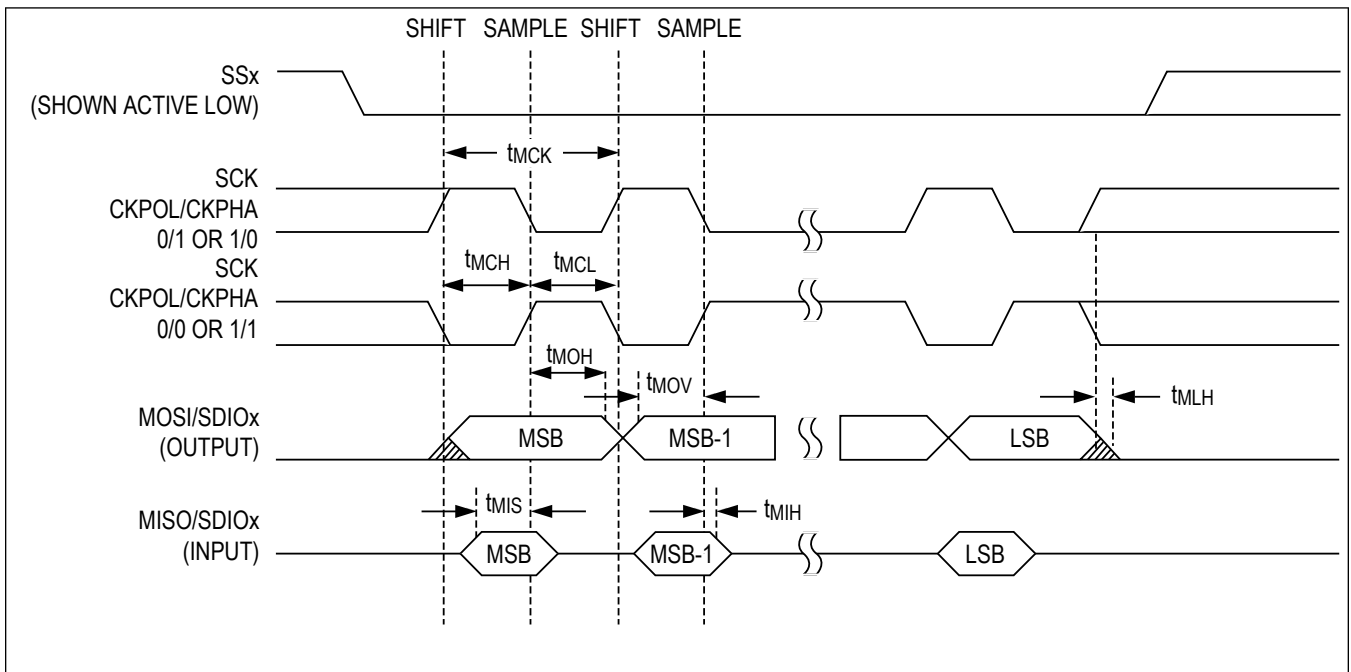 SHIFT SAMPLE SHIFT SAMPLE
SSx
(SHOWN ACTIVE LOW)
tMCK
SCK
CKPOL/CKPHA
0/1 OR 1/0
tMCH tMCL
SCK
CKPOL/CKPHA
0/0 OR 1/1
tMOH
tMOV
tMLH
MOSI/SDIOx
(OUTPUT)
MSB MSB-1 LSB
tMIS
tMIH
MISO/SDIOx
(INPUT)
MSB MSB-1 LSB